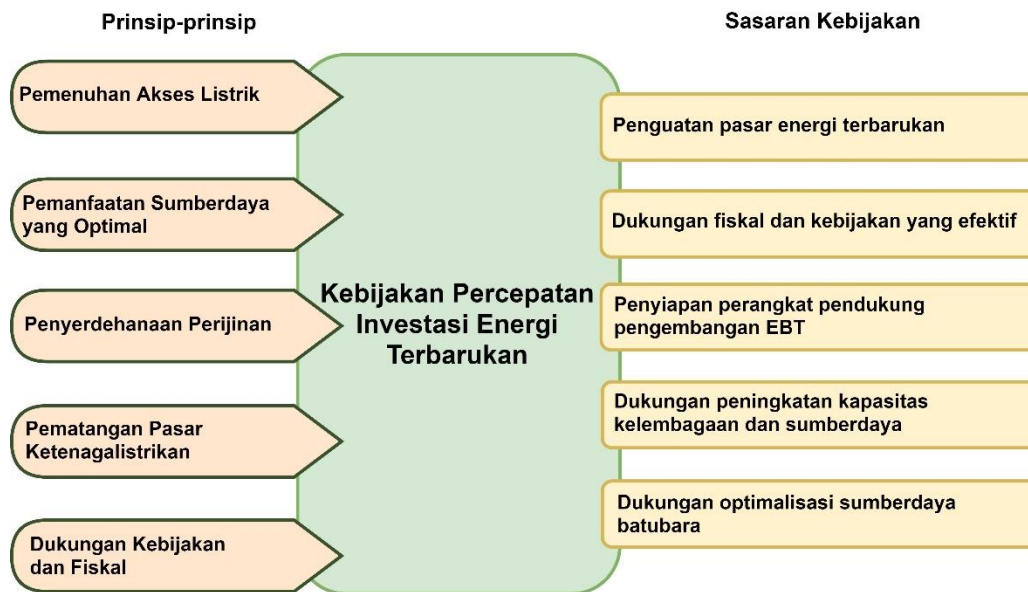 Prinsip-prinsip
Pemenuhan Akses Listrik
Pemanfaatan Sumberdaya
yang Optimal
Penyerdehanaan Perijinan
Pematangan Pasar
Ketenagalistrikan
Dukungan Kebijakan
dan Fiskal
Kebijakan Percepatan
Investasi Energi
Terbarukan
Sasaran Kebijakan
Penguatan pasar energi terbarukan
Dukungan fiskal dan kebijakan yang efektif
Penyiapan perangkat pendukung
pengembangan EBT
Dukungan peningkatan kapasitas
kelembagaan dan sumberdaya
Dukungan optimalisasi sumberdaya
batubara